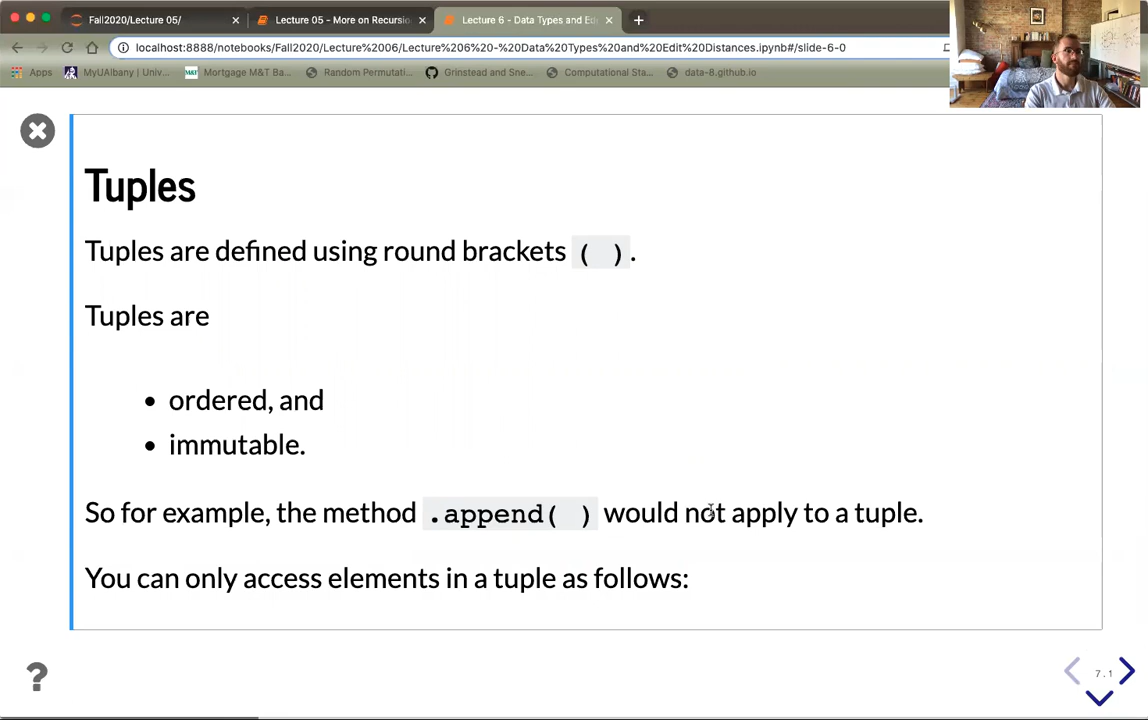 Fall2020/Lecture 05/
Lecture 05 - More on Recursio
Lecture 6 - Data Types and Edi
localhost:8888/notebooks/Fall2020/Lecture%2006/Lecture%206%20-%20Data%20Types%20and%20Edit%20Distances.ipynb#/slide-6-0
Apps MyUAlbany | Univ... Mortgage M&T Ba... Random Permutati... Grinstead and Sne... Computational Sta... data-8.github.io
Tuples
Tuples are defined using round brackets ( ).
Tuples are
• ordered, and
• immutable.
So for example, the method .append( ) would not apply to a tuple.
You can only access elements in a tuple as follows:
?
7.1